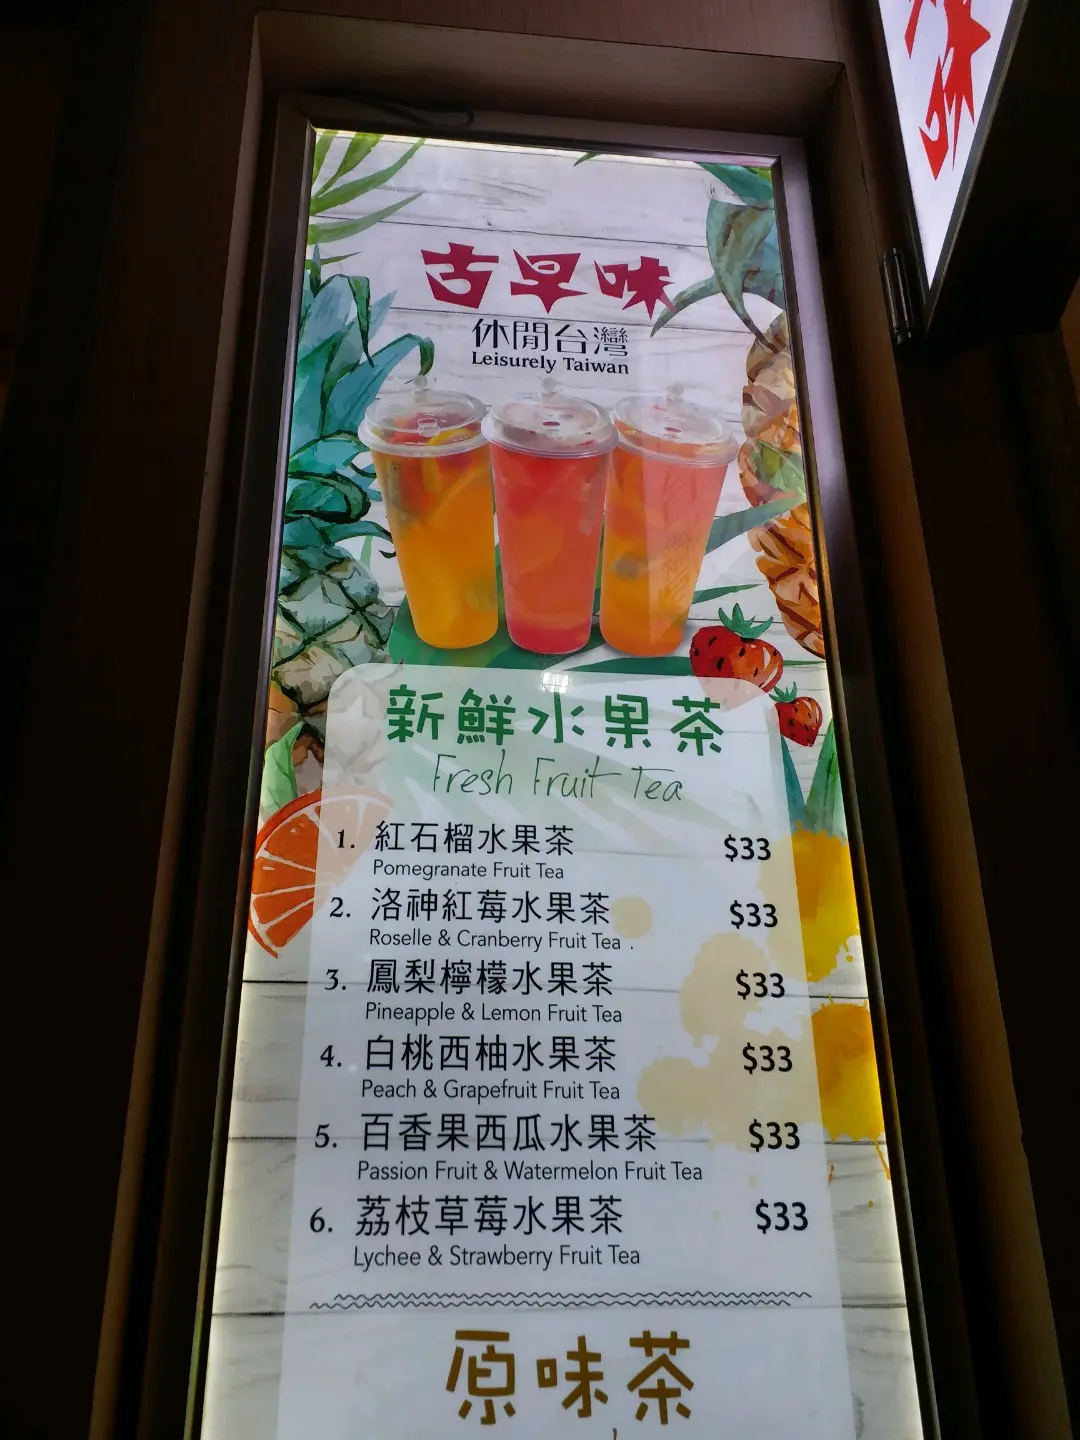 味
古早味
休閒台灣
Leisurely Taiwan
新鮮水果茶
Fresh Fruit Tea
1. 紅石榴水果茶 $33
Pomegranate Fruit Tea
2. 洛神紅莓水果茶 $33
Roselle & Cranberry Fruit Tea .
3. 鳳梨檸檬水果茶 $33
Pineapple & Lemon Fruit Tea
4. 白桃西柚水果茶 $33
Peach & Grapefruit Fruit Tea
5. 百香果西瓜水果茶 $33
Passion Fruit & Watermelon Fruit Tea
6. 荔枝草莓水果茶 $33
Lychee & Strawberry Fruit Tea
原味茶